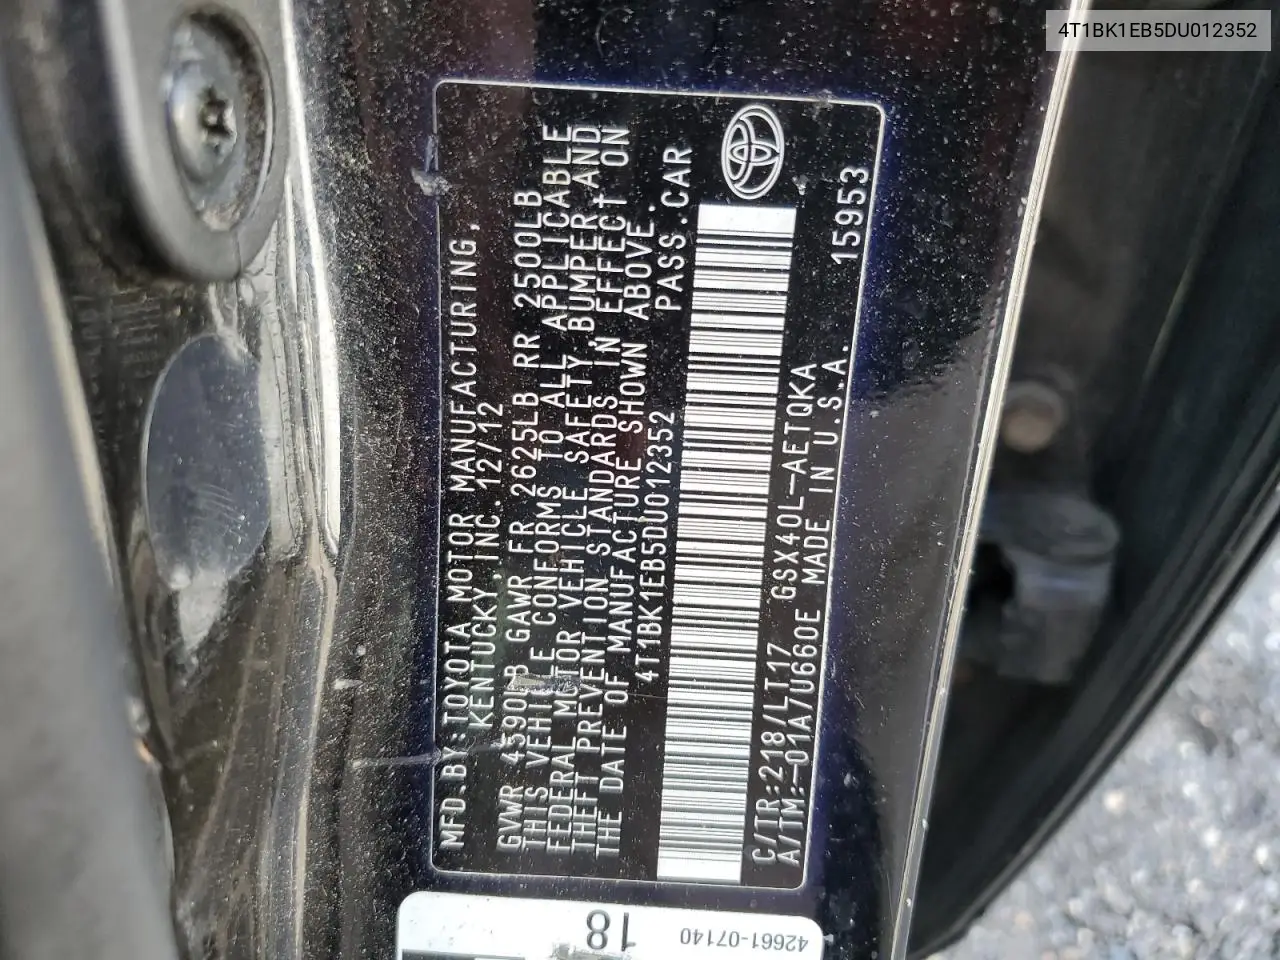 4T1BK1EB5DU012352
MFD.BY:TOYOTA MOTOR MANUFACTURING,
KENTUCKY,INC.12/12
GVWR 4590LB GAWR FR 2625LB RR 2500LB
THIS VEHICLE CONFORMS TO ALL APPLICABLE
FEDERAL MOTOR VEHICLE SAFETY,BUMPER,AND
THEFT PREVENTION STANDARDS IN EFFECT ON
THE DATE OF MANUFACTURE SHOWN ABOVE.
4T1BK1EB5DU012352 PASS.CAR
C/TR:218/LT17 GSX40L-AETQKA 15953
A/TM:-01A/U660E MADE IN U.S.A.
18
42661-07140